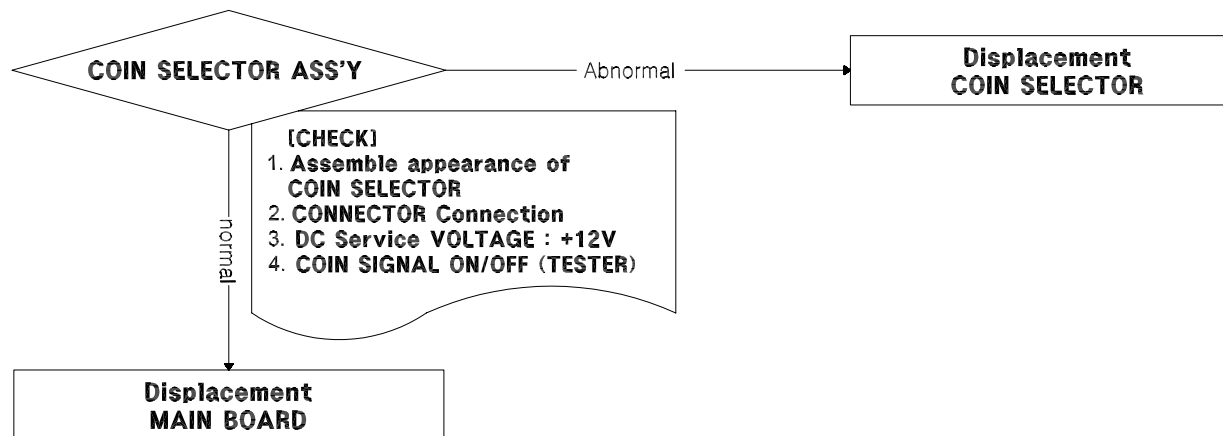 COIN SELECTOR ASS'Y
Abnormal
Displacement
COIN SELECTOR
[CHECK]
1. Assemble appearance of
COIN SELECTOR
2. CONNECTOR Connection
3. DC Service VOLTAGE : +12V
4. COIN SIGNAL ON/OFF (TESTER)
normal
Displacement
MAIN BOARD